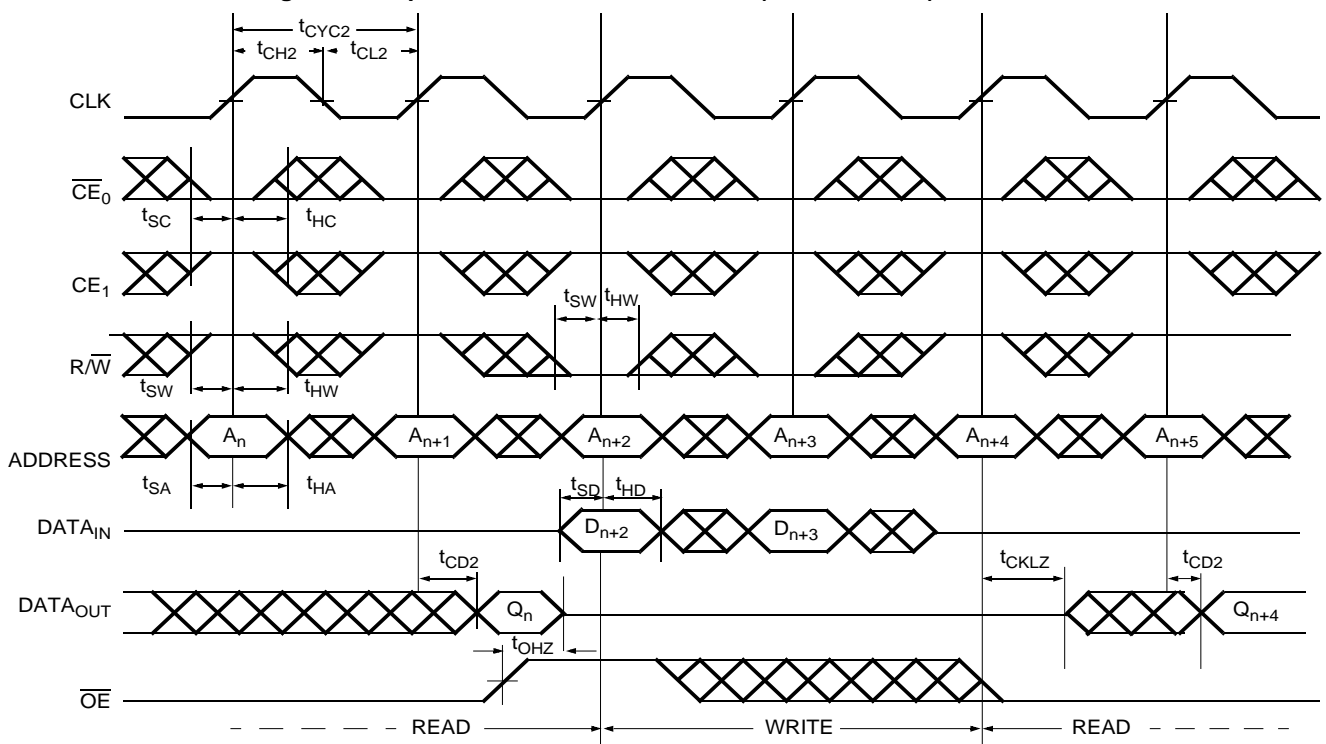 tCYC2
tCH2 tCL2
CLK
CE0
tSC tHC
CE1
tSW tHW
R/W
tSW tHW
An An+1 An+2 An+3 An+4 An+5
ADDRESS
tSA tHA
tSD tHD
DATAIN
Dn+2 Dn+3
tCD2 tCKLZ tCD2
DATAOUT
Qn Qn+4
tOHZ
OE
READ WRITE READ